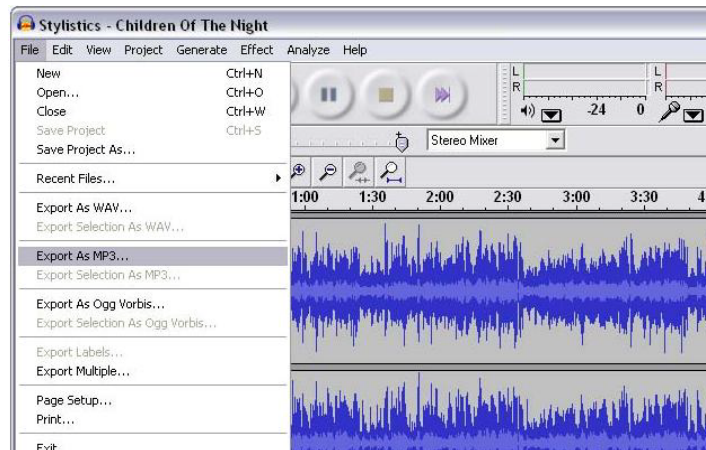 Stylistics - Children Of The Night
File Edit View Project Generate Effect Analyze Help
New Ctrl+N
Open... Ctrl+O
Close Ctrl+W
Save Project Ctrl+S
Save Project As...
Recent Files...
Export As WAV...
Export Selection As WAV...
Export As MP3...
Export Selection As MP3...
Export As Ogg Vorbis...
Export Selection As Ogg Vorbis...
Export Labels...
Export Multiple...
Page Setup...
Print...
Exit
L L
R R
-24 0
Stereo Mixer
1:00 1:30 2:00 2:30 3:00 3:30 4